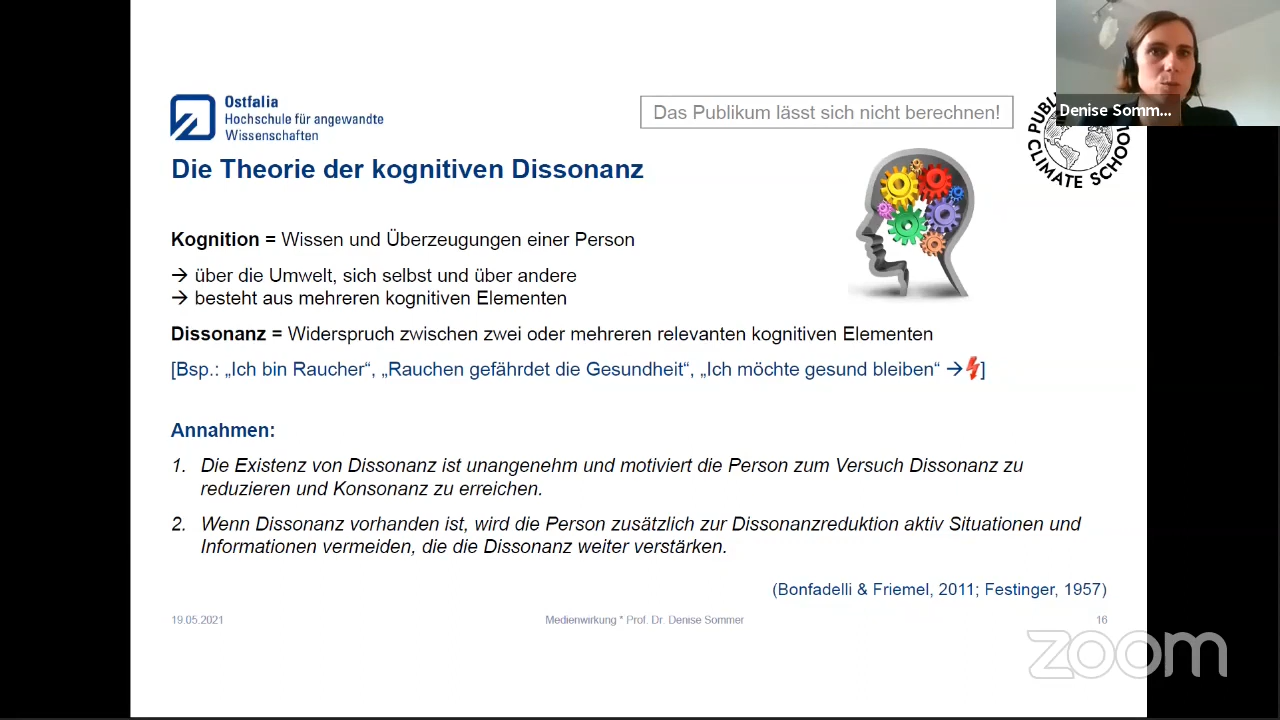 Ostfalia
Hochschule für angewandte
Wissenschaften
Das Publikum lässt sich nicht berechnen!
Denise Somm...
PUBLI
CLIMATE SCHOOL
Die Theorie der kognitiven Dissonanz
Kognition = Wissen und Überzeugungen einer Person
→ über die Umwelt, sich selbst und über andere
→ besteht aus mehreren kognitiven Elementen
Dissonanz = Widerspruch zwischen zwei oder mehreren relevanten kognitiven Elementen
[Bsp.: „Ich bin Raucher“, „Rauchen gefährdet die Gesundheit“, „Ich möchte gesund bleiben“ →]
Annahmen:
1. Die Existenz von Dissonanz ist unangenehm und motiviert die Person zum Versuch Dissonanz zu
reduzieren und Konsonanz zu erreichen.
2. Wenn Dissonanz vorhanden ist, wird die Person zusätzlich zur Dissonanzreduktion aktiv Situationen und
Informationen vermeiden, die die Dissonanz weiter verstärken.
(Bonfadelli & Friemel, 2011; Festinger, 1957)
19.05.2021
Medienwirkung * Prof. Dr. Denise Sommer
16
zoom